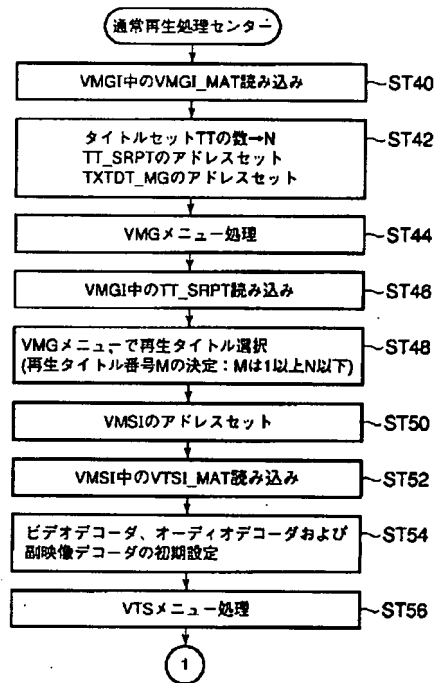 通常再生処理センター
VMGI中のVMGI_MAT読み込み
ST40
タイトルセットTTの数→N
TT_SRPTのアドレスセット
TXTDT_MGのアドレスセット
ST42
VMGメニュー処理
ST44
VMGI中のTT_SRPT読み込み
ST46
VMGメニューで再生タイトル選択
(再生タイトル番号Mの決定：Mは1以上N以下)
ST48
VMSIのアドレスセット
ST50
VMSI中のVTSI_MAT読み込み
ST52
ビデオデコーダ、オーディオデコーダおよび
副映像デコーダの初期設定
ST54
VTSメニュー処理
ST56
1